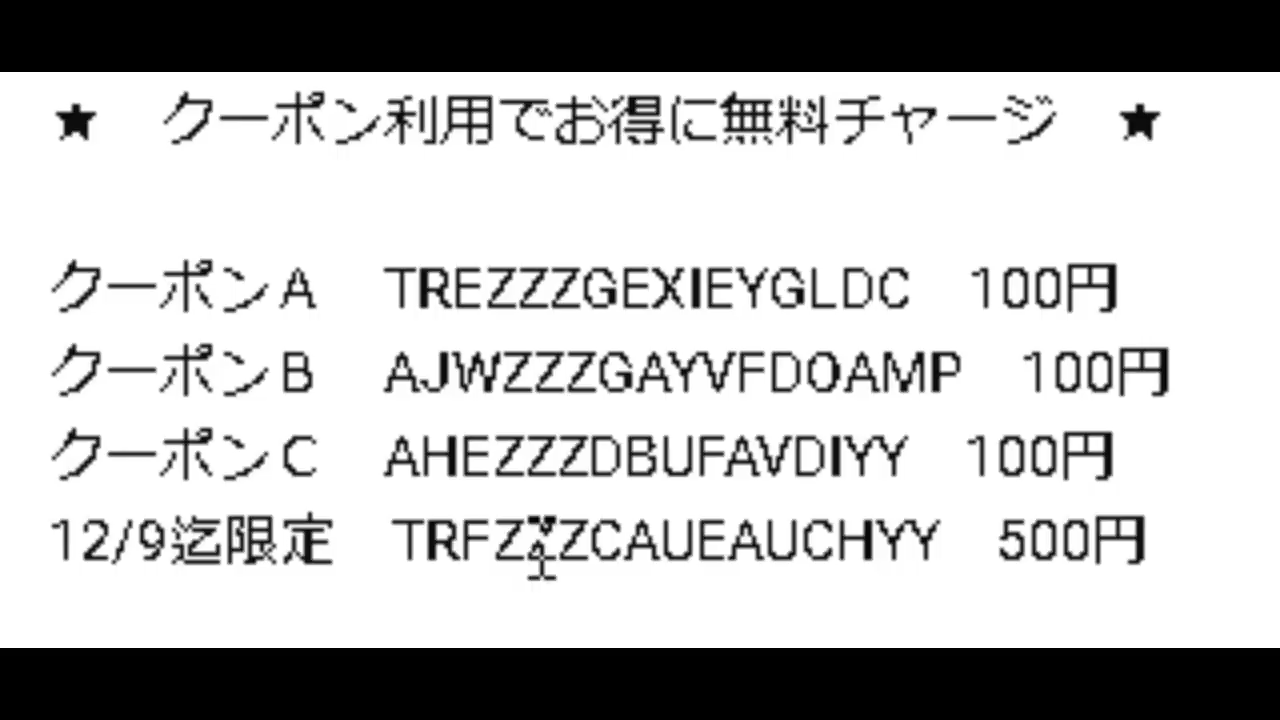 ★　クーポン利用でお得に無料チャージ　★
クーポンA　TREZZZGEXIEYGLDC　100円
クーポンB　AJWZZZGAYVFDOAMP　100円
クーポンC　AHEZZZDBUFAVDIYY　100円
12/9迄限定　TRFZZZCAUEAUCHYY　500円